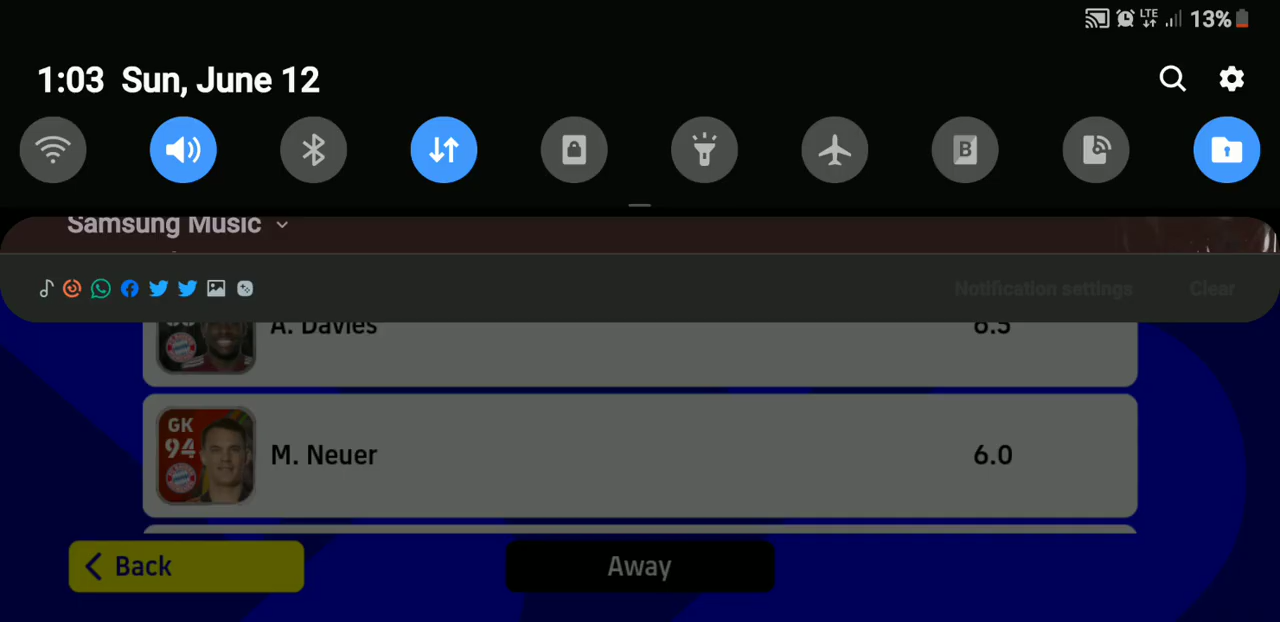 LTE 13%
1:03 Sun, June 12
B
Samsung Music
Notification settings Clear
A. Davies 6.5
GK
94
M. Neuer 6.0
Back Away